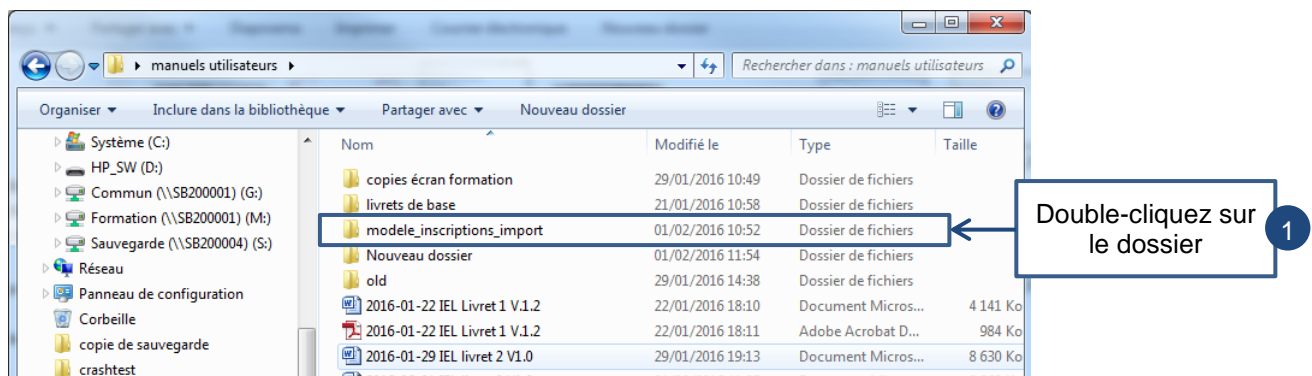 manuels utilisateurs
Rechercher dans : manuels utilisateurs
Organiser Inclure dans la bibliothèque Partager avec Nouveau dossier
Nom Modifié le Type Taille
Système (C:)
HP_SW (D:)
Commun (\\SB200001) (G:)
Formation (\\SB200001) (M:)
Sauvegarde (\\SB200004) (S:)
Réseau
Panneau de configuration
Corbeille
copie de sauvegarde
crashtest
copies écran formation 29/01/2016 10:49 Dossier de fichiers
livrets de base 21/01/2016 10:58 Dossier de fichiers
modele_inscriptions_import 01/02/2016 10:52 Dossier de fichiers
Nouveau dossier 01/02/2016 11:54 Dossier de fichiers
old 29/01/2016 14:38 Dossier de fichiers
2016-01-22 IEL Livret 1 V.1.2 22/01/2016 18:10 Document Micros... 4 141 Ko
2016-01-22 IEL Livret 1 V.1.2 22/01/2016 18:11 Adobe Acrobat D... 984 Ko
2016-01-29 IEL livret 2 V1.0 29/01/2016 19:13 Document Micros... 8 630 Ko
Double-cliquez sur
le dossier
1